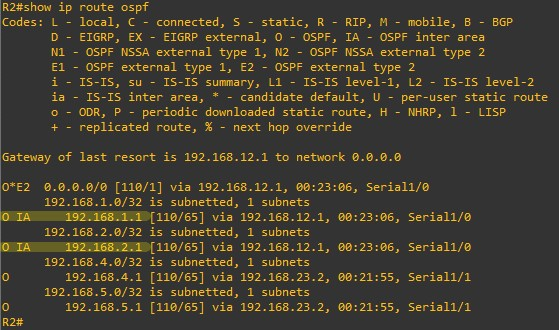 R2#show ip route ospf
Codes: L - local, C - connected, S - static, R - RIP, M - mobile, B - BGP
D - EIGRP, EX - EIGRP external, O - OSPF, IA - OSPF inter area
N1 - OSPF NSSA external type 1, N2 - OSPF NSSA external type 2
E1 - OSPF external type 1, E2 - OSPF external type 2
i - IS-IS, su - IS-IS summary, L1 - IS-IS level-1, L2 - IS-IS level-2
ia - IS-IS inter area, * - candidate default, U - per-user static route
o - ODR, P - periodic downloaded static route, H - NHRP, l - LISP
+ - replicated route, % - next hop override
Gateway of last resort is 192.168.12.1 to network 0.0.0.0
O*E2 0.0.0.0/0 [110/1] via 192.168.12.1, 00:23:06, Serial1/0
192.168.1.0/32 is subnetted, 1 subnets
O IA 192.168.1.1 [110/65] via 192.168.12.1, 00:23:06, Serial1/0
192.168.2.0/32 is subnetted, 1 subnets
O IA 192.168.2.1 [110/65] via 192.168.12.1, 00:23:06, Serial1/0
192.168.4.0/32 is subnetted, 1 subnets
O 192.168.4.1 [110/65] via 192.168.23.2, 00:21:55, Serial1/1
192.168.5.0/32 is subnetted, 1 subnets
O 192.168.5.1 [110/65] via 192.168.23.2, 00:21:55, Serial1/1
R2#